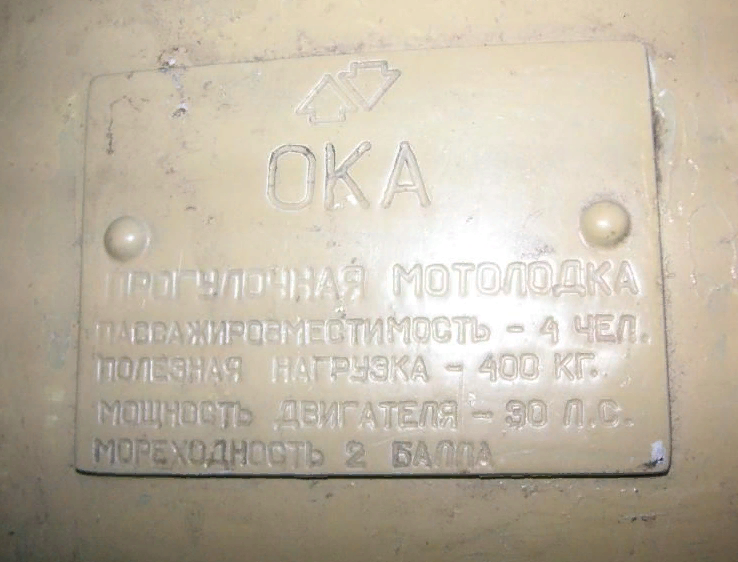 ОКА
ПРОГУЛОЧНАЯ МОТОЛОДКА
ПАССАЖИРОВМЕСТИМОСТЬ – 4 ЧЕЛ.
ПОЛЕЗНАЯ НАГРУЗКА – 400 КГ.
МОЩНОСТЬ ДВИГАТЕЛЯ – 30 Л.С.
МОРЕХОДНОСТЬ 2 БАЛЛА